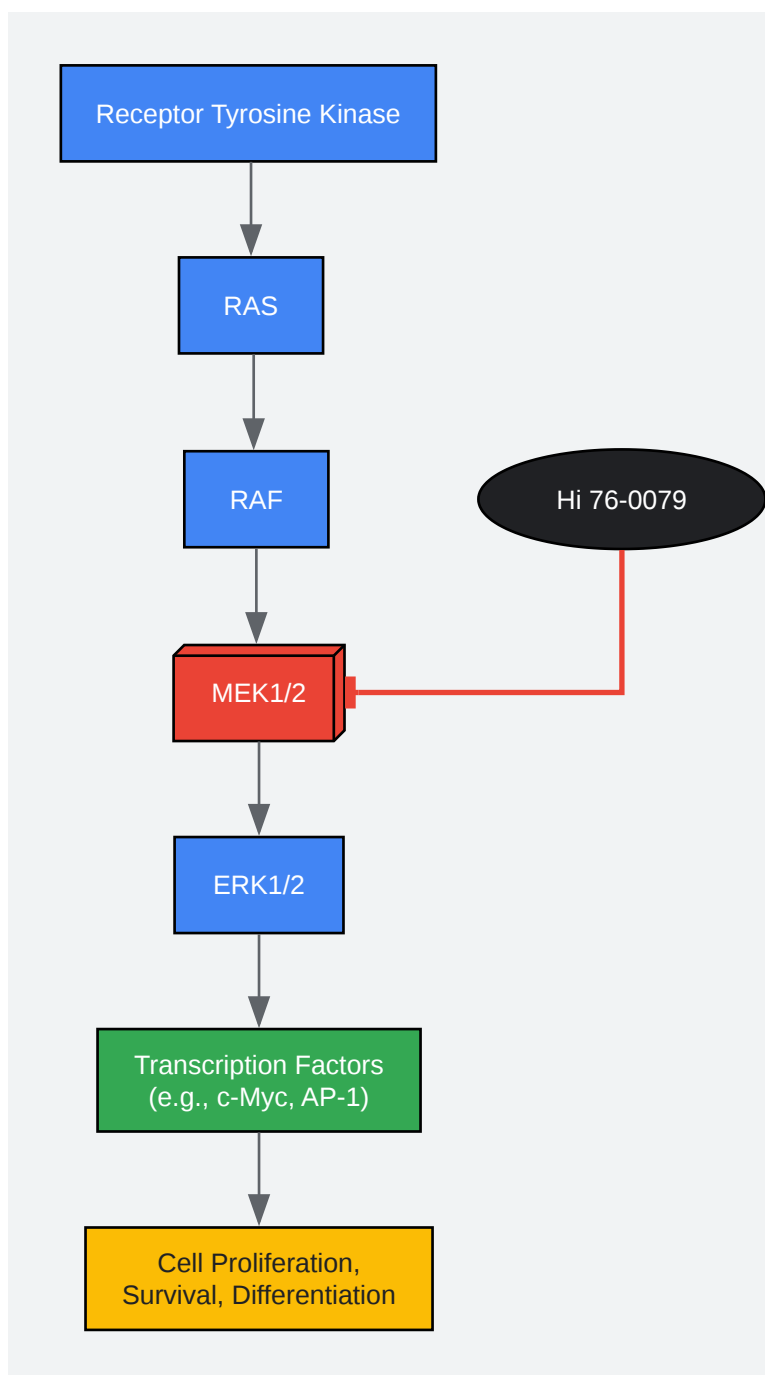 Receptor Tyrosine Kinase
RAS
RAF
Hi 76-0079
MEK1/2
ERK1/2
Transcription Factors
(e.g., c-Myc, AP-1)
Cell Proliferation,
Survival, Differentiation